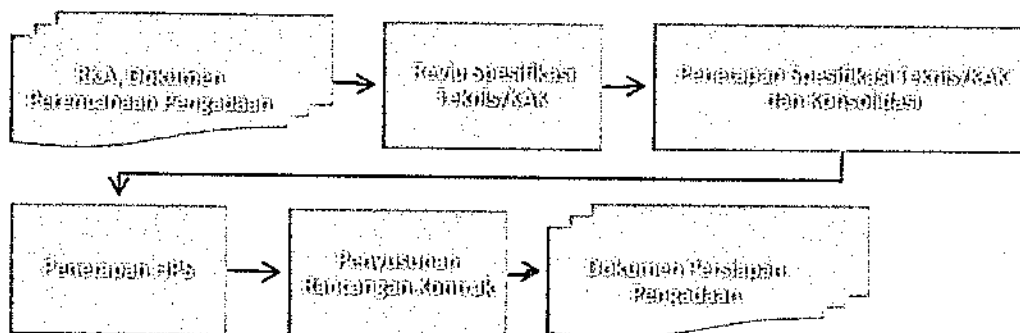 RKA, Dokumen
Perencanaan Pengadaan
Reviu Spesifikasi
Teknis/KAK
Penetapan Spesifikasi Teknis/KAK
dan Konsolidasi
Penetapan HPS
Penyusunan
Rancangan Kontrak
Dokumen Persiapan
Pengadaan